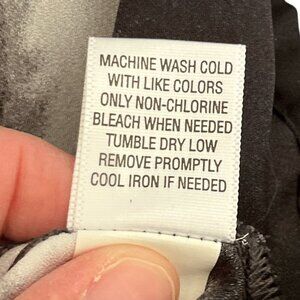 MACHINE WASH COLD
WITH LIKE COLORS
ONLY NON-CHLORINE
BLEACH WHEN NEEDED
TUMBLE DRY LOW
REMOVE PROMPTLY
COOL IRON IF NEEDED